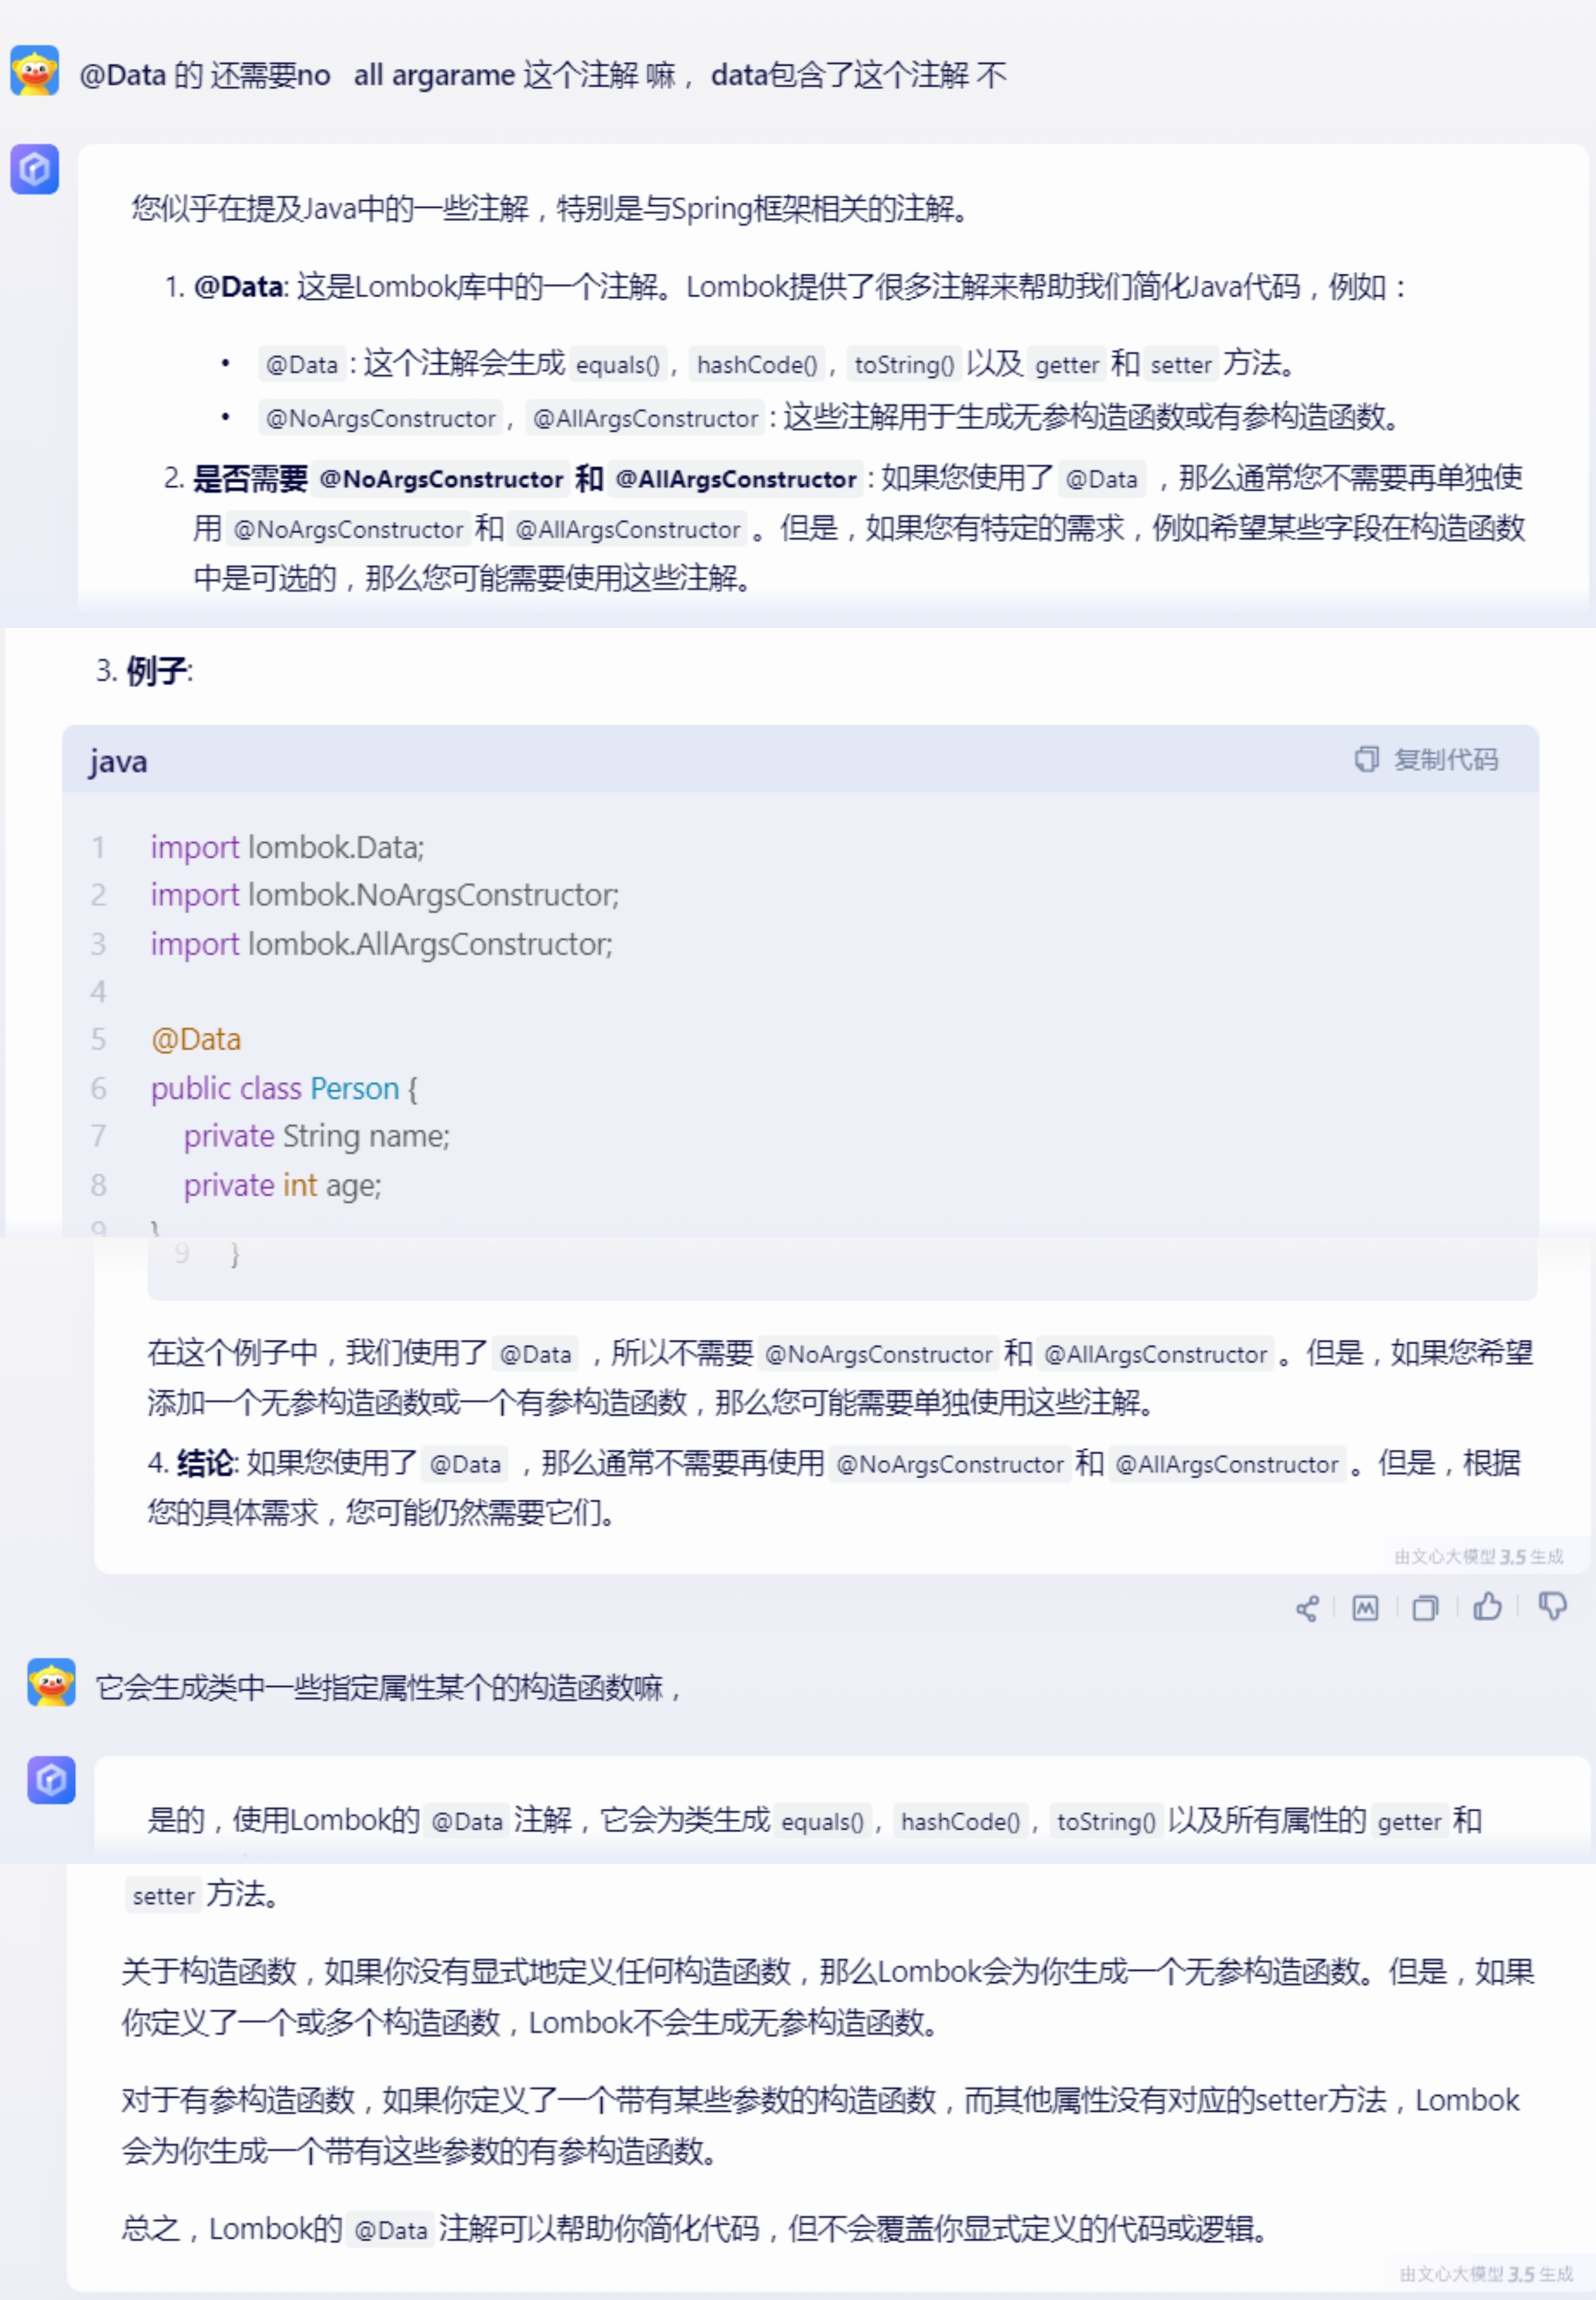 @Data 的 还需要no   all argarame 这个注解 嘛，data包含了这个注解 不
您似乎在提及Java中的一些注解，特别是与Spring框架相关的注解。
1. @Data: 这是Lombok库中的一个注解。Lombok提供了很多注解来帮助我们简化Java代码，例如：
• @Data：这个注解会生成 equals()，hashCode()，toString() 以及 getter 和 setter 方法。
• @NoArgsConstructor，@AllArgsConstructor：这些注解用于生成无参构造函数或有参构造函数。
2. 是否需要 @NoArgsConstructor 和 @AllArgsConstructor：如果您使用了 @Data ，那么通常您不需要再单独使
用 @NoArgsConstructor 和 @AllArgsConstructor 。但是，如果您有特定的需求，例如希望某些字段在构造函数
中是可选的，那么您可能需要使用这些注解。
3. 例子:
java 复制代码
1 import lombok.Data;
2 import lombok.NoArgsConstructor;
3 import lombok.AllArgsConstructor;
4
5 @Data
6 public class Person {
7     private String name;
8     private int age;
9 }
9 }
在这个例子中，我们使用了 @Data ，所以不需要 @NoArgsConstructor 和 @AllArgsConstructor 。但是，如果您希望
添加一个无参构造函数或一个有参构造函数，那么您可能需要单独使用这些注解。
4. 结论: 如果您使用了 @Data ，那么通常不需要再使用 @NoArgsConstructor 和 @AllArgsConstructor 。但是，根据
您的具体需求，您可能仍然需要它们。
由文心大模型 3.5 生成
它会生成类中一些指定属性某个的构造函数嘛，
是的，使用Lombok的 @Data 注解，它会为类生成 equals()，hashCode()，toString() 以及所有属性的 getter 和
setter 方法。
关于构造函数，如果你没有显式地定义任何构造函数，那么Lombok会为你生成一个无参构造函数。但是，如果
你定义了一个或多个构造函数，Lombok不会生成无参构造函数。
对于有参构造函数，如果你定义了一个带有某些参数的构造函数，而其他属性没有对应的setter方法，Lombok
会为你生成一个带有这些参数的有参构造函数。
总之，Lombok的 @Data 注解可以帮助你简化代码，但不会覆盖你显式定义的代码或逻辑。
由文心大模型 3.5 生成